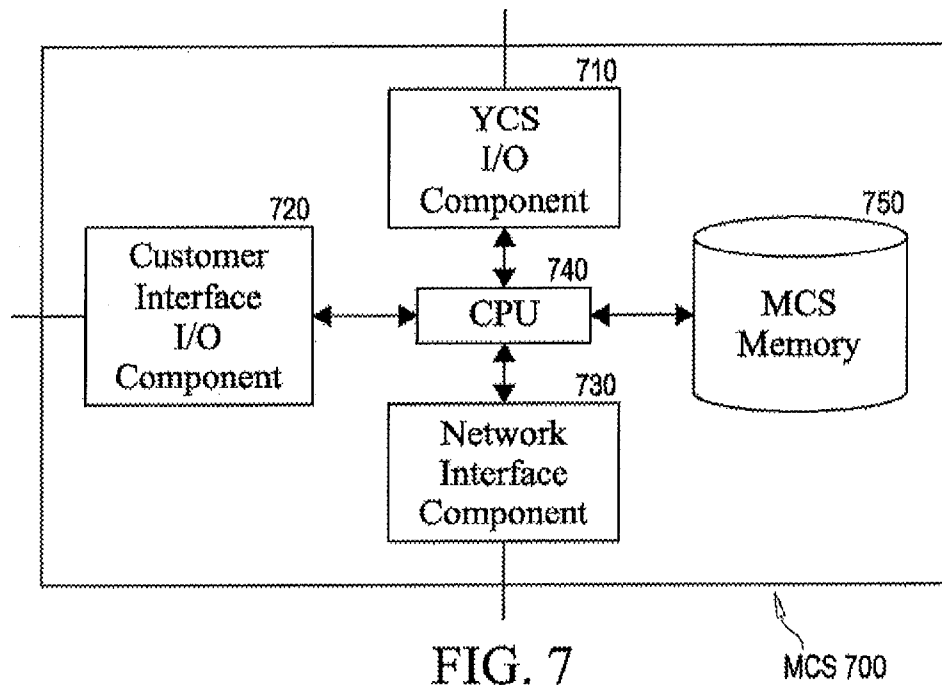 710
YCS
I/O
Component
720
Customer
Interface
I/O
Component
740
CPU
750
MCS
Memory
730
Network
Interface
Component
FIG. 7
MCS 700